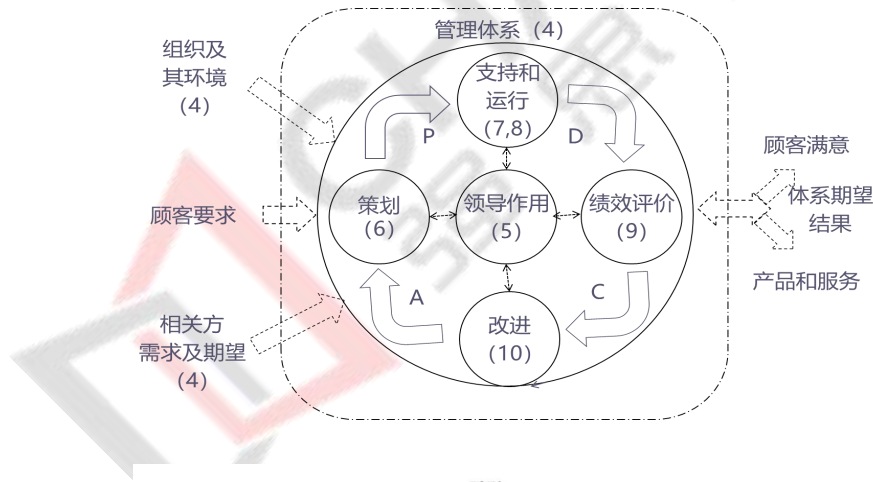 管理体系（4）
组织及
其环境
（4）
支持和
运行
（7,8）
P
D
顾客满意
顾客要求
策划
（6）
领导作用
（5）
绩效评价
（9）
体系期望
结果
产品和服务
A
C
相关方
需求及期望
（4）
改进
（10）